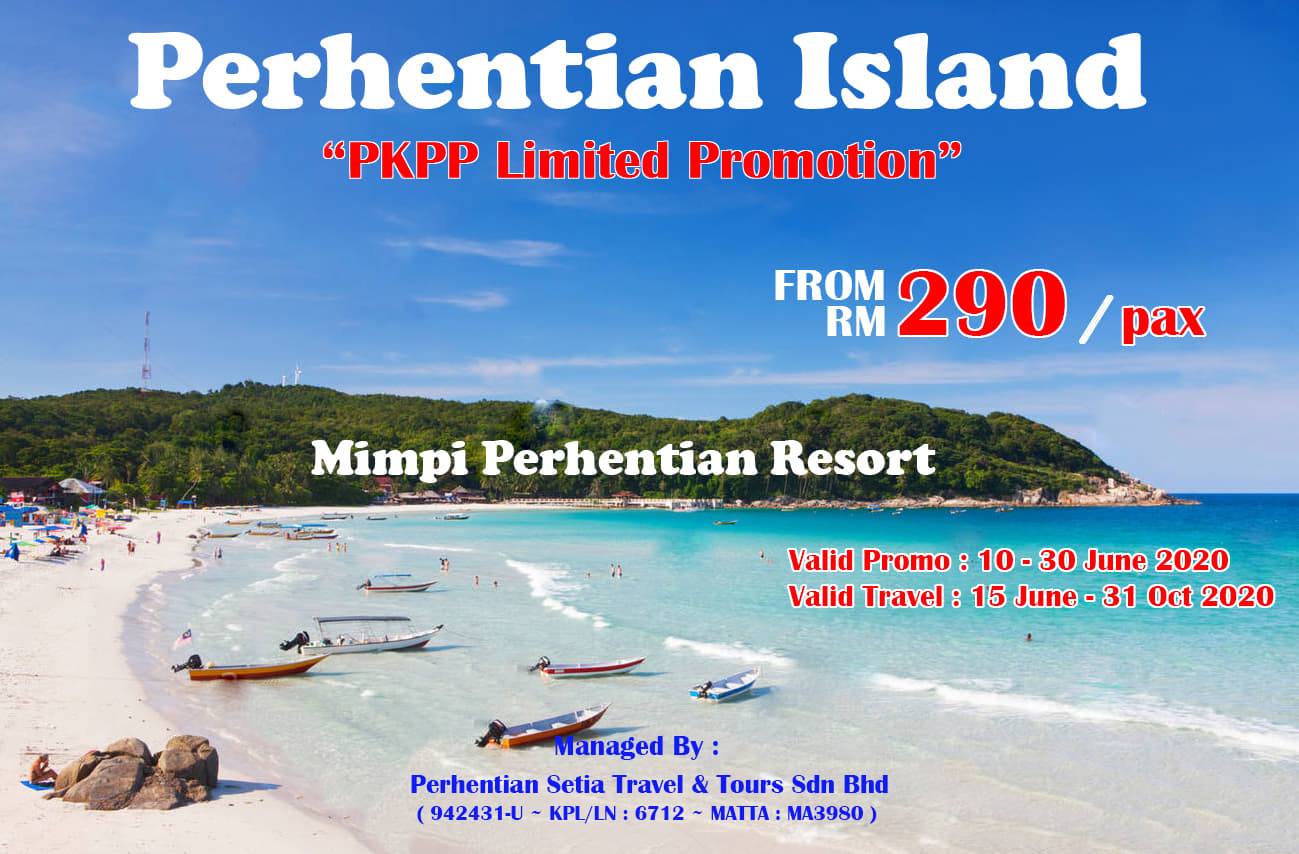 Perhentian Island
“PKPP Limited Promotion”
FROM
RM 290 / pax
Mimpi Perhentian Resort
Valid Promo : 10 - 30 June 2020
Valid Travel : 15 June - 31 Oct 2020
Managed By :
Perhentian Setia Travel & Tours Sdn Bhd
( 942431-U ~ KPL/LN : 6712 ~ MATTA : MA3980 )